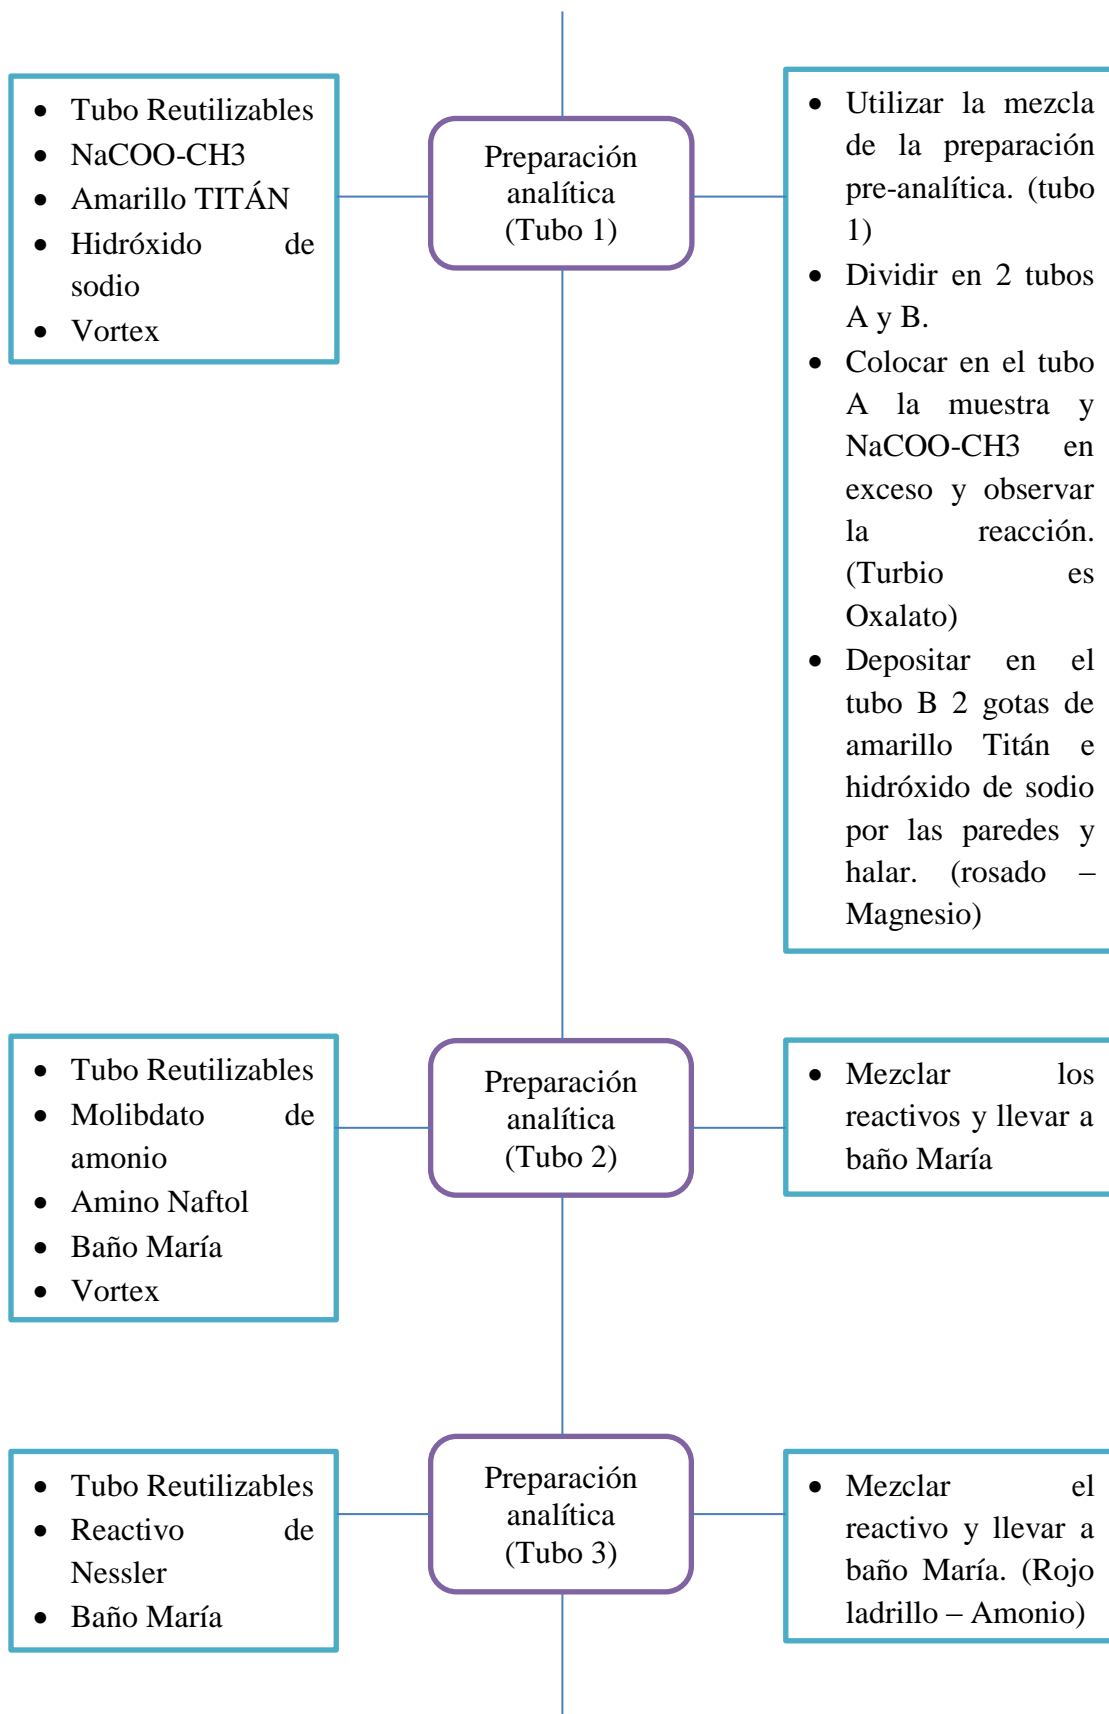 • Tubo Reutilizables
• NaCOO-CH3
• Amarillo TITÁN
• Hidróxido de
sodio
• Vortex
Preparación
analítica
(Tubo 1)
• Utilizar la mezcla
de la preparación
pre-analítica. (tubo
1)
• Dividir en 2 tubos
A y B.
• Colocar en el tubo
A la muestra y
NaCOO-CH3 en
exceso y observar
la reacción.
(Turbio es
Oxalato)
• Depositar en el
tubo B 2 gotas de
amarillo Titán e
hidróxido de sodio
por las paredes y
halar. (rosado –
Magnesio)
• Tubo Reutilizables
• Molibdato de
amonio
• Amino Naftol
• Baño María
• Vortex
Preparación
analítica
(Tubo 2)
• Mezclar los
reactivos y llevar a
baño María
• Tubo Reutilizables
• Reactivo de
Nessler
• Baño María
Preparación
analítica
(Tubo 3)
• Mezclar el
reactivo y llevar a
baño María. (Rojo
ladrillo – Amonio)